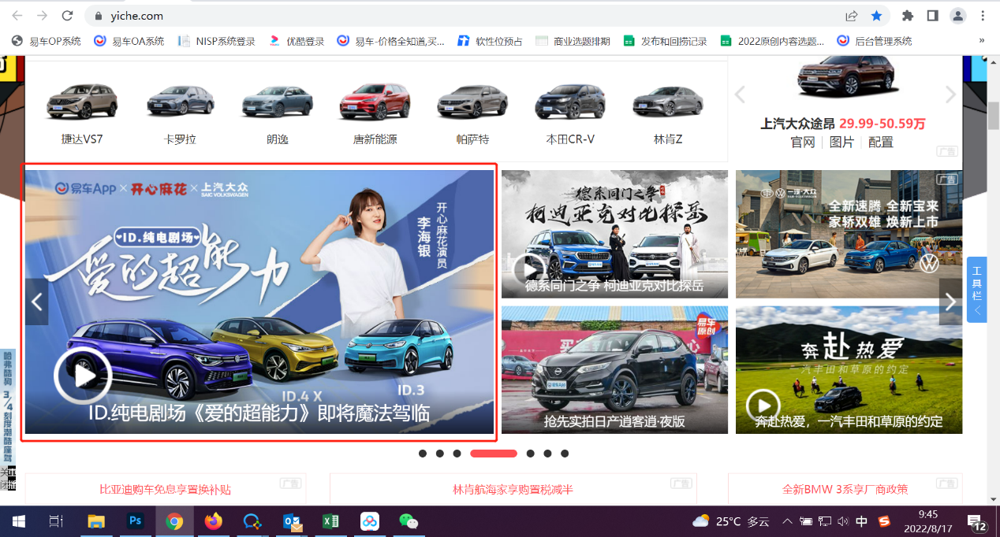 yiche.com
易车OP系统 易车OA系统 NISP系统登录 优酷登录 易车-价格全知道,买... 软性位预占 商业选题排期 发布和回捞记录 2022原创内容选题... 后台管理系统 »
捷达VS7 卡罗拉 朗逸 唐新能源 帕萨特 本田CR-V 林肯Z
上汽大众途昂 29.99-50.59万
官网 图片 配置
广告
易车App × 开心麻花 × 上汽大众
SAIC VOLKSWAGEN
ID.纯电剧场
爱的超能力
开心麻花演员
李海银
ID.4 X
ID.3
ID.纯电剧场《爱的超能力》即将魔法驾临
德系同门之争
柯迪亚克对比探岳
德系同门之争 柯迪亚克对比探岳
广告
一汽-大众
全新速腾 全新宝来
家轿双雄 焕新上市
易车
原创
抢先实拍日产逍客逍·夜版
奔赴热爱
一汽丰田和草原的约定
奔赴热爱，一汽丰田和草原的约定
工具栏
哈弗酷狗 3/4刻度潮酷座驾
关闭
比亚迪购车免息享置换补贴 广告
林肯航海家享购置税减半 广告
全新BMW 3系享厂商政策 广告
Ps
25°C 多云
中
9:45
2022/8/17
12